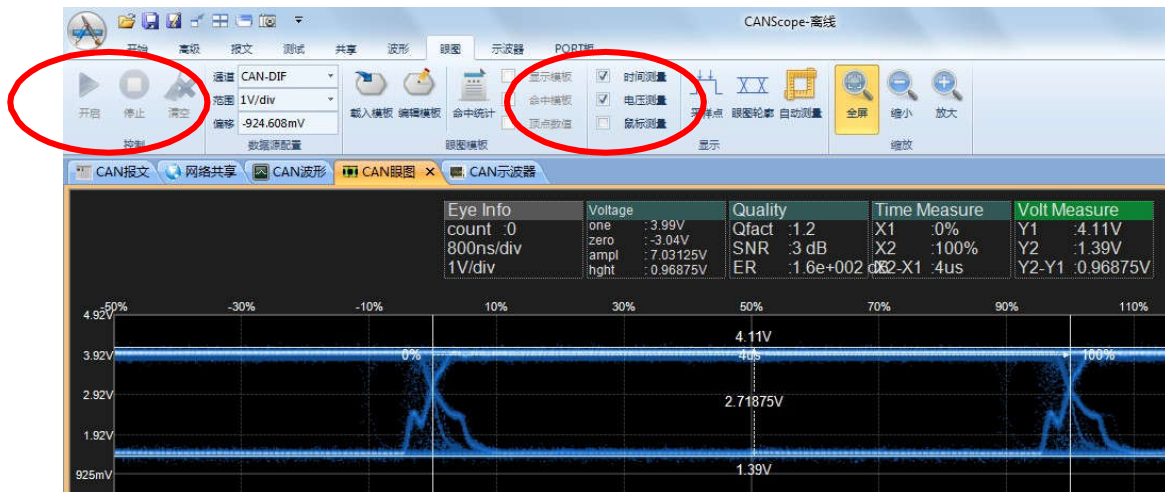 CANScope-离线
开始 高级 报文 测试 共享 波形 眼图 示波器 PORT板
开启 停止 清空
通道 CAN-DIF
范围 1V/div
偏移 -924.608mV
载入模板 编辑模板 命中统计
显示模板
命中模板
顶点数值
时间测量
电压测量
鼠标测量
采样点 眼图轮廓 自动测量
全屏 缩小 放大
控制 数据源配置 眼图模板 显示 缩放
CAN报文 网络共享 CAN波形 CAN眼图 × CAN示波器
Eye Info
count :0
800ns/div
1V/div
Voltage
one : 3.99V
zero : -3.04V
ampl : 7.03125V
hght : 0.96875V
Quality
Qfact :1.2
SNR :3 dB
ER :1.6e+002 dB
Time Measure
X1 :0%
X2 :100%
X2-X1 :4us
Volt Measure
Y1 :4.11V
Y2 :1.39V
Y2-Y1 :0.96875V
-50% -30% -10% 10% 30% 50% 70% 90% 110%
4.92V
4.11V
3.92V 0% 4us 100%
2.92V
2.71875V
1.92V
1.39V
925mV